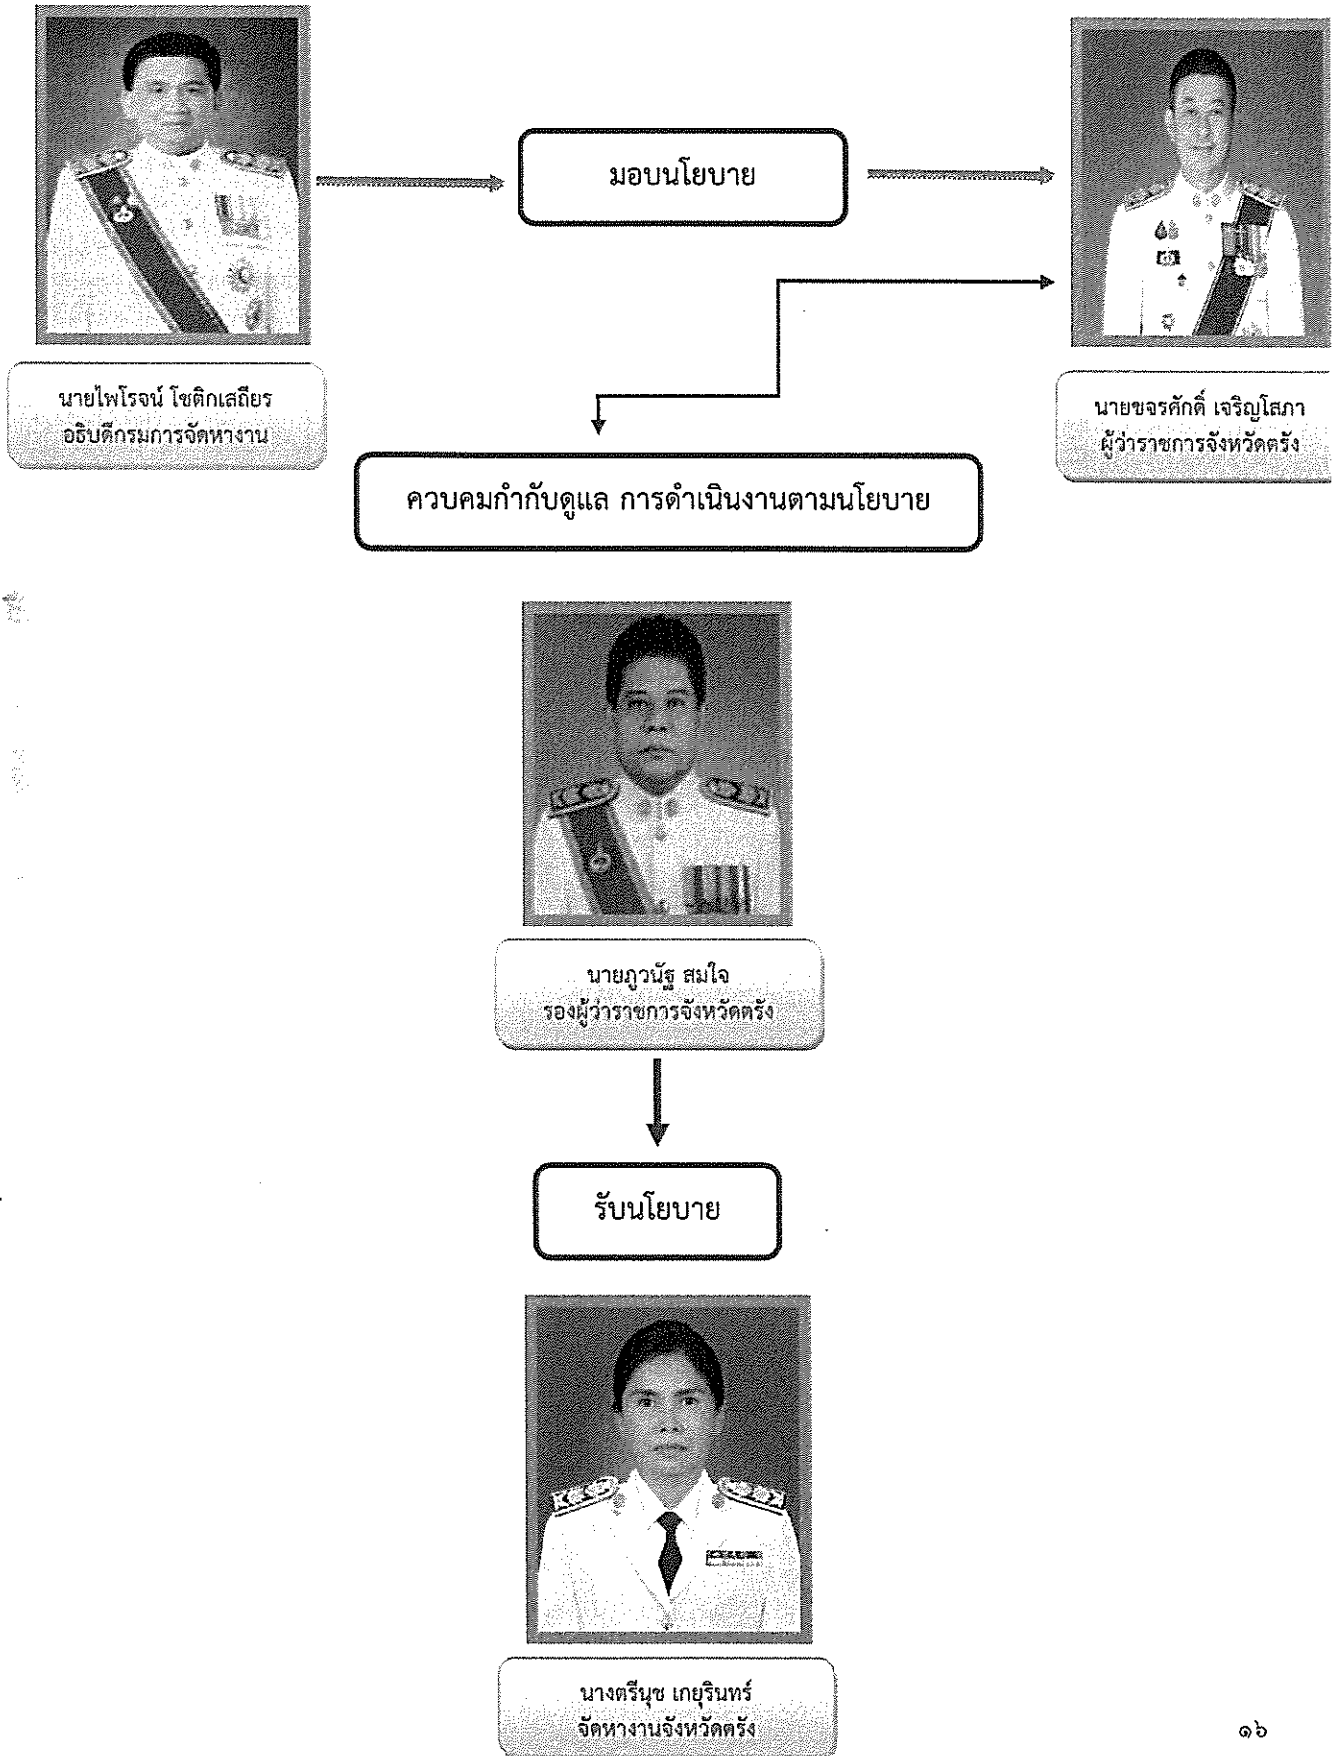 มอบนโยบาย
นายไพโรจน์ โชติกเสถียร
อธิบดีกรมการจัดหางาน
นายขจรศักดิ์ เจริญโสภา
ผู้ว่าราชการจังหวัดตรัง
ควบคุมกำกับดูแล การดำเนินงานตามนโยบาย
นายภูวนัฐ สมใจ
รองผู้ว่าราชการจังหวัดตรัง
รับนโยบาย
นางตรีนุช เกยุรินทร์
จัดหางานจังหวัดตรัง
๑๖